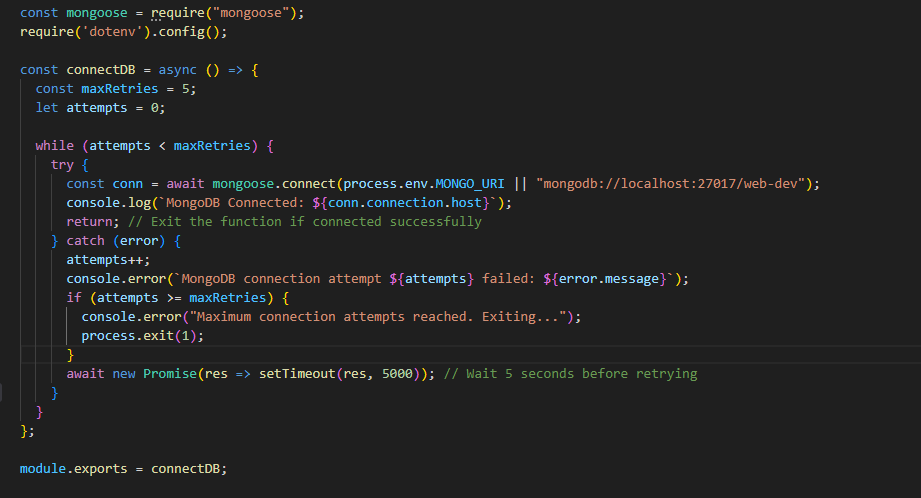 const mongoose = require("mongoose");
require('dotenv').config();

const connectDB = async () => {
  const maxRetries = 5;
  let attempts = 0;

  while (attempts < maxRetries) {
    try {
      const conn = await mongoose.connect(process.env.MONGO_URI || "mongodb://localhost:27017/web-dev");
      console.log(`MongoDB Connected: ${conn.connection.host}`);
      return; // Exit the function if connected successfully
    } catch (error) {
      attempts++;
      console.error(`MongoDB connection attempt ${attempts} failed: ${error.message}`);
      if (attempts >= maxRetries) {
        console.error("Maximum connection attempts reached. Exiting...");
        process.exit(1);
      }
      await new Promise(res => setTimeout(res, 5000)); // Wait 5 seconds before retrying
    }
  }
};

module.exports = connectDB;